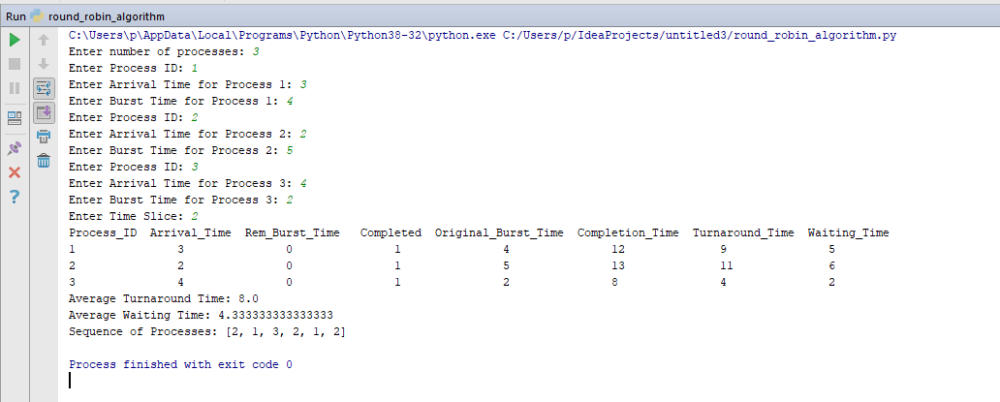 Run round_robin_algorithm
C:\Users\p\AppData\Local\Programs\Python\Python38-32\python.exe C:/Users/p/IdeaProjects/untitled3/round_robin_algorithm.py
Enter number of processes: 3
Enter Process ID: 1
Enter Arrival Time for Process 1: 3
Enter Burst Time for Process 1: 4
Enter Process ID: 2
Enter Arrival Time for Process 2: 2
Enter Burst Time for Process 2: 5
Enter Process ID: 3
Enter Arrival Time for Process 3: 4
Enter Burst Time for Process 3: 2
Enter Time Slice: 2
Process_ID  Arrival_Time  Rem_Burst_Time   Completed  Original_Burst_Time  Completion_Time  Turnaround_Time  Waiting_Time
1 3 0 1 4 12 9 5
2 2 0 1 5 13 11 6
3 4 0 1 2 8 4 2
Average Turnaround Time: 8.0
Average Waiting Time: 4.333333333333333
Sequence of Processes: [2, 1, 3, 2, 1, 2]
Process finished with exit code 0